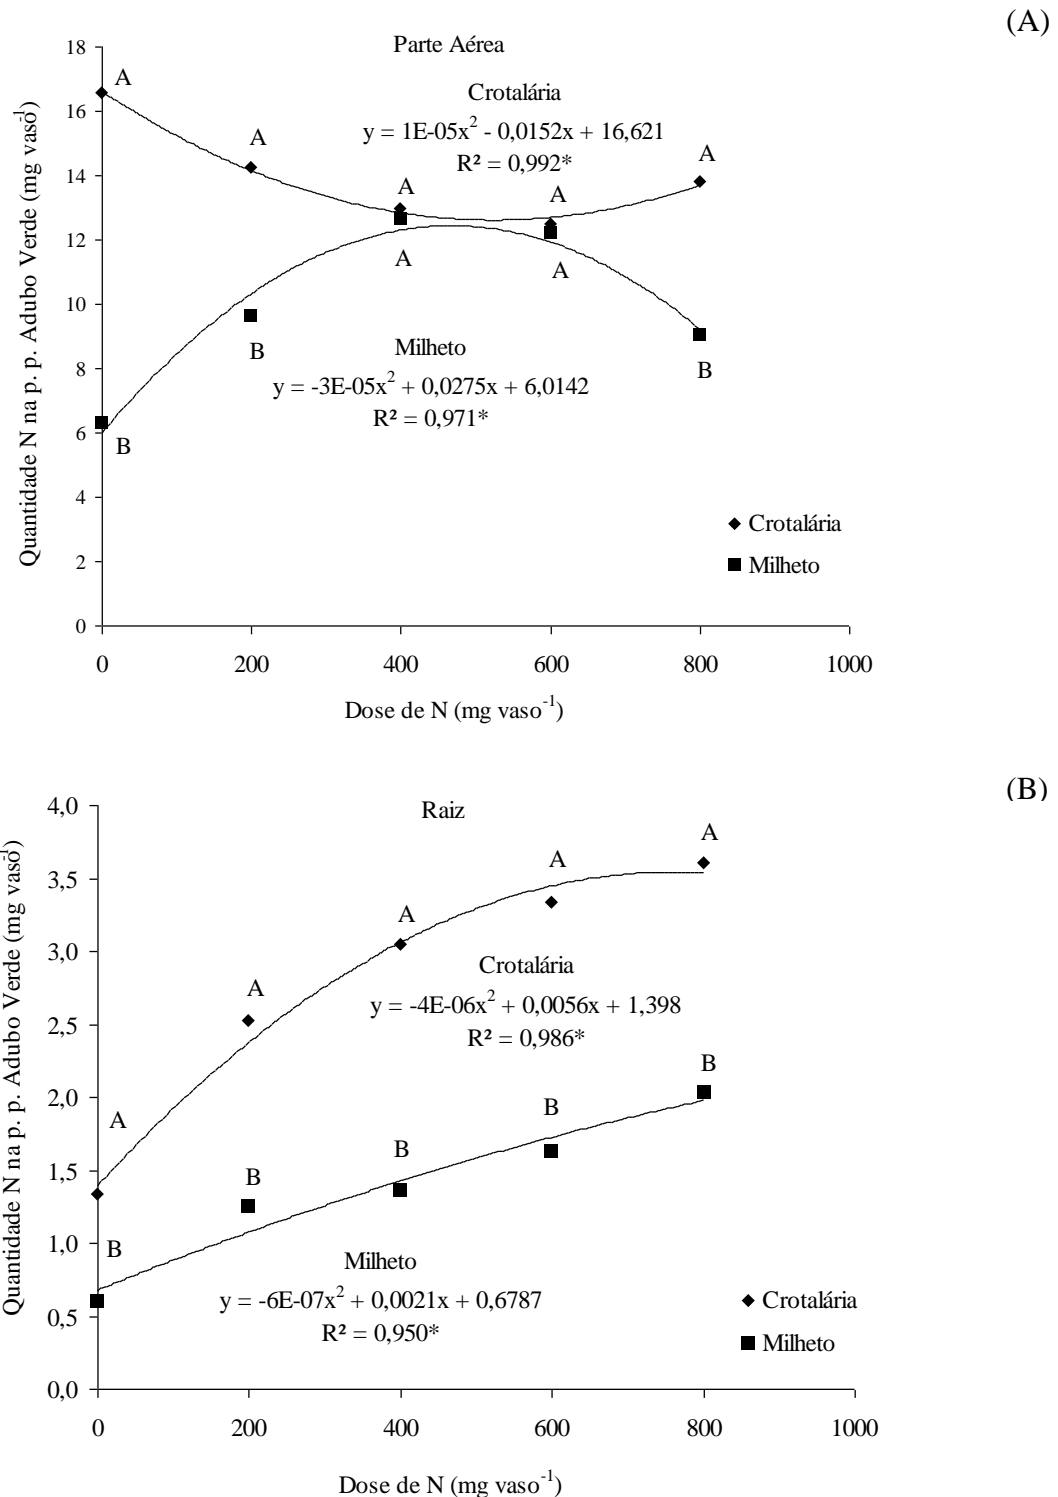 (A)
Parte Aérea
Quantidade N na p. p. Adubo Verde (mg vaso⁻¹)
18
16
14
12
10
8
6
4
2
0
A
Crotalária
y = 1E-05x² - 0,0152x + 16,621
R² = 0,992*
A
A
A
A
A
A
Milheto
y = -3E-05x² + 0,0275x + 6,0142
R² = 0,971*
B
B
B
Crotalária
Milheto
0
200
400
600
800
1000
Dose de N (mg vaso⁻¹)
(B)
Raiz
Quantidade N na p. p. Adubo Verde (mg vaso⁻¹)
4,0
3,5
3,0
2,5
2,0
1,5
1,0
0,5
0,0
A
A
A
A
A
Crotalária
y = -4E-06x² + 0,0056x + 1,398
R² = 0,986*
B
B
B
B
B
Milheto
y = -6E-07x² + 0,0021x + 0,6787
R² = 0,950*
Crotalária
Milheto
0
200
400
600
800
1000
Dose de N (mg vaso⁻¹)